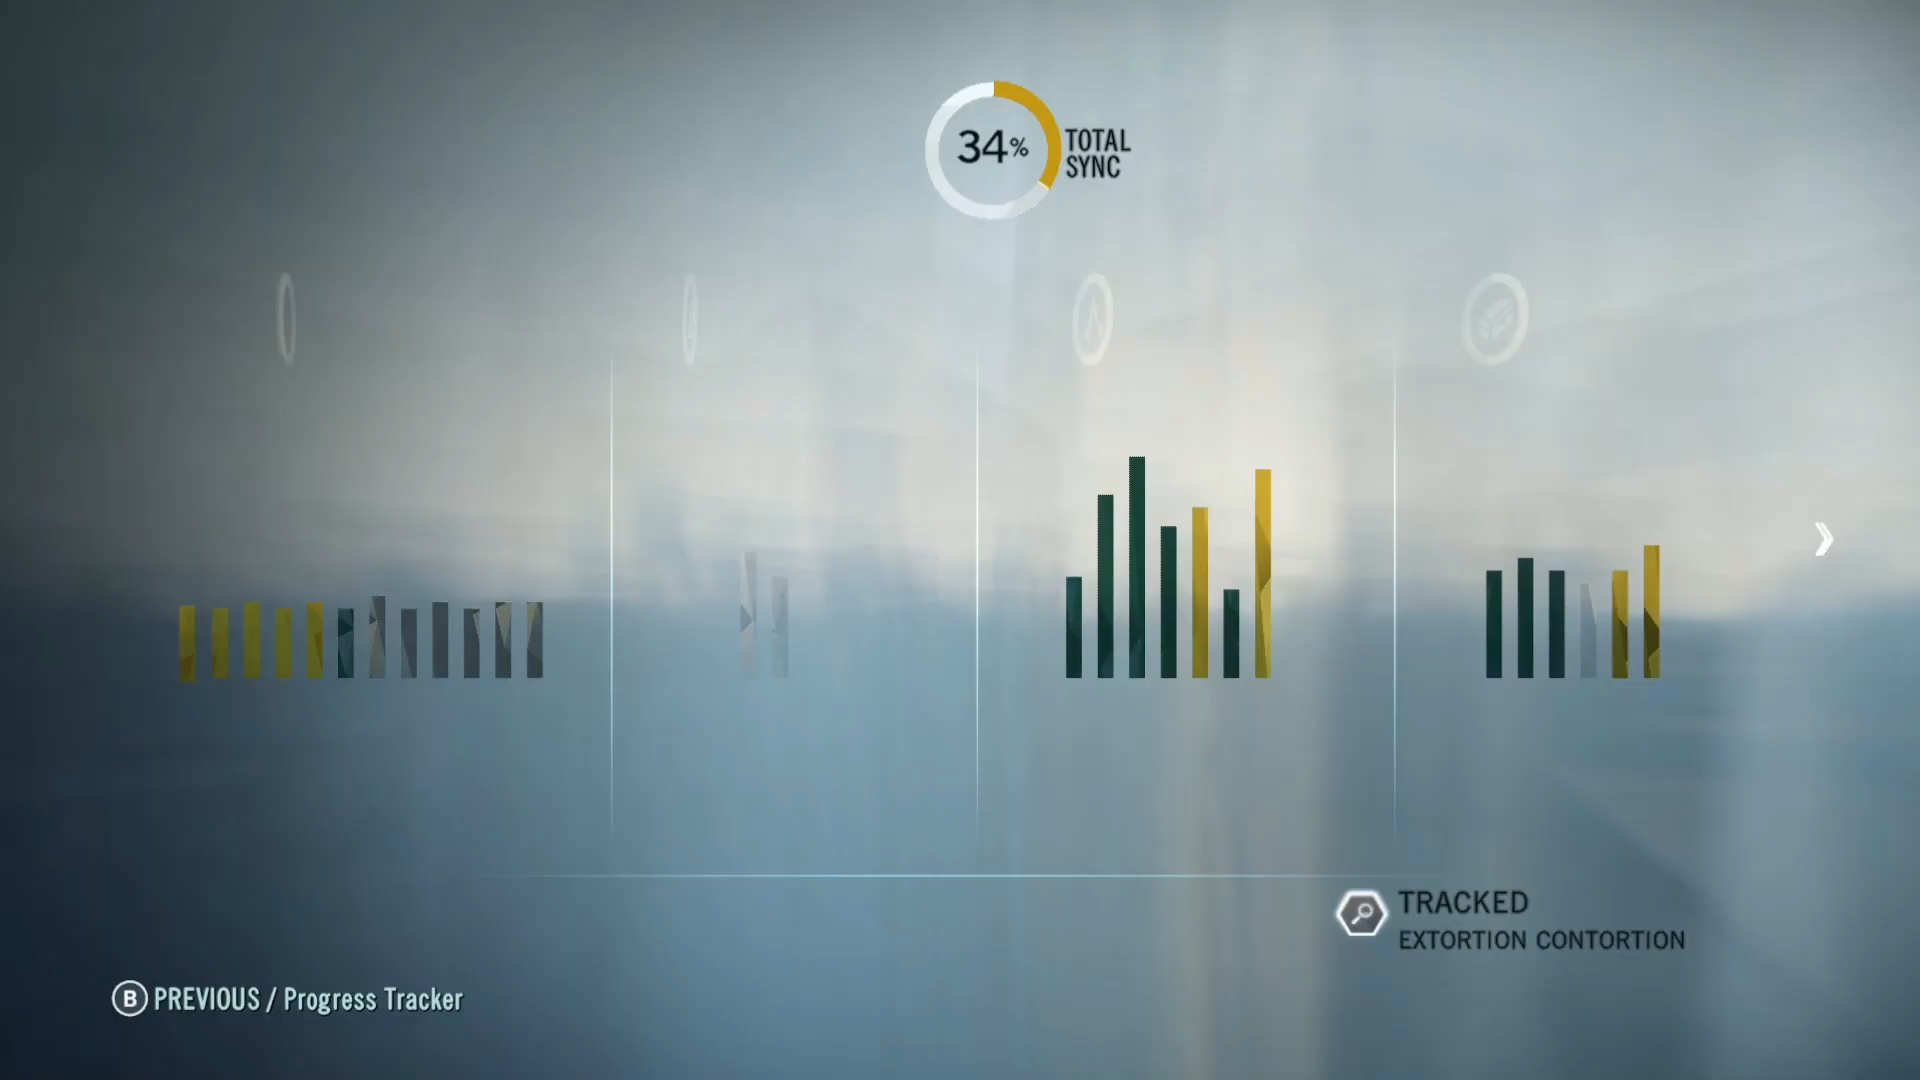 34%
TOTAL
SYNC
TRACKED
EXTORTION CONTORTION
B PREVIOUS / Progress Tracker